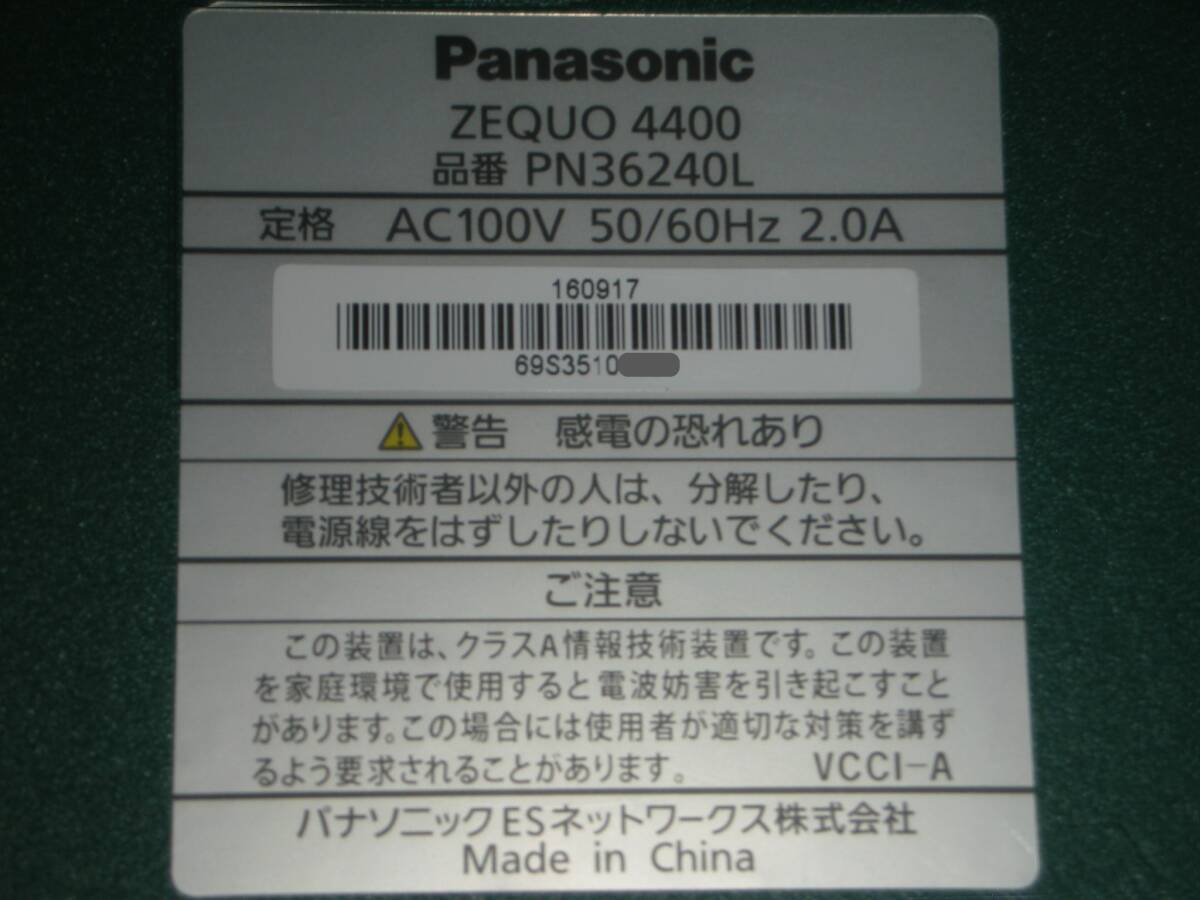 Panasonic
ZEQUO 4400
品番 PN36240L
定格 AC100V 50/60Hz 2.0A
160917
69S3510
警告 感電の恐れあり
修理技術者以外の人は、分解したり、
電源線をはずしたりしないでください。
ご注意
この装置は、クラスA情報技術装置です。この装置
を家庭環境で使用すると電波妨害を引き起こすこと
があります。この場合には使用者が適切な対策を講ず
るよう要求されることがあります。 VCCI-A
パナソニックESネットワークス株式会社
Made in China